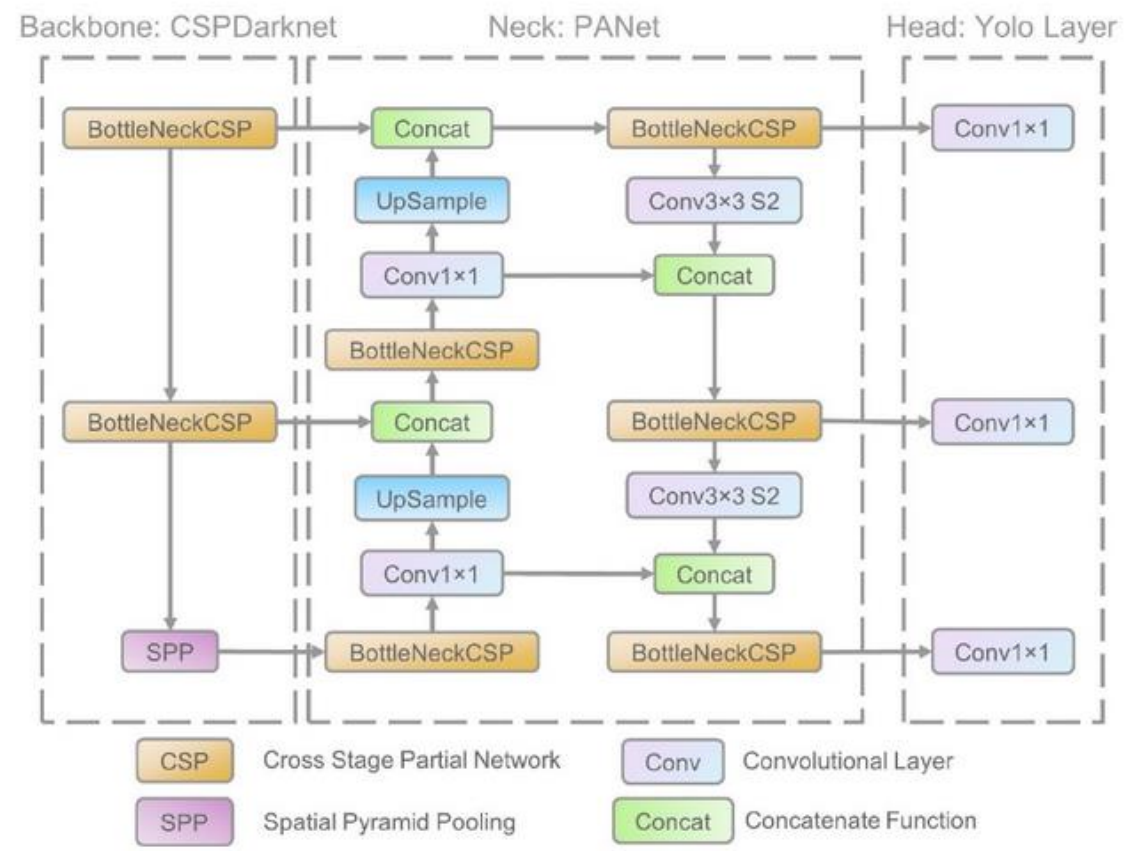 Backbone: CSPDarknet
Neck: PANet
Head: Yolo Layer
BottleNeckCSP
Concat
BottleNeckCSP
Conv1×1
UpSample
Conv3×3 S2
Conv1×1
Concat
BottleNeckCSP
BottleNeckCSP
Concat
BottleNeckCSP
Conv1×1
UpSample
Conv3×3 S2
Conv1×1
Concat
SPP
BottleNeckCSP
BottleNeckCSP
Conv1×1
CSP
Cross Stage Partial Network
Conv
Convolutional Layer
SPP
Spatial Pyramid Pooling
Concat
Concatenate Function